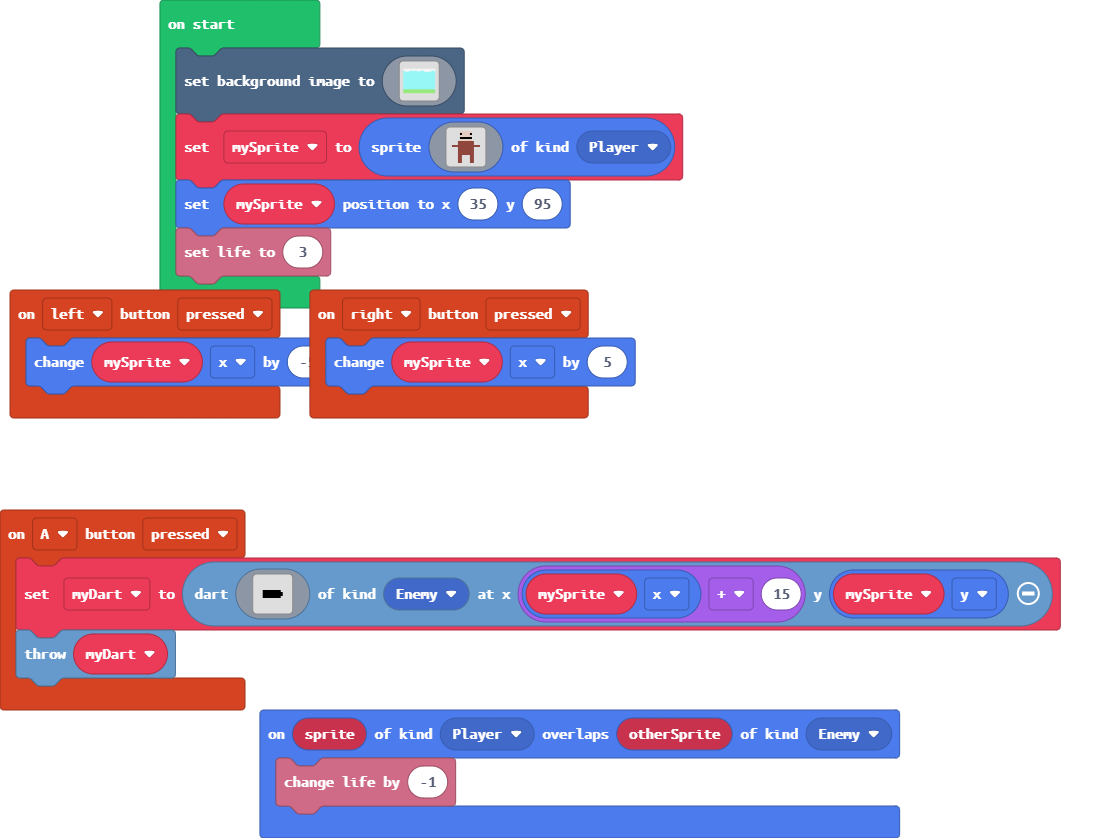 on start
set background image to
set mySprite to sprite of kind Player
set mySprite position to x 35 y 95
set life to 3
on left button pressed
change mySprite x by
on right button pressed
change mySprite x by 5
on A button pressed
set myDart to dart of kind Enemy at x mySprite x + 15 y mySprite y
throw myDart
on sprite of kind Player overlaps otherSprite of kind Enemy
change life by -1